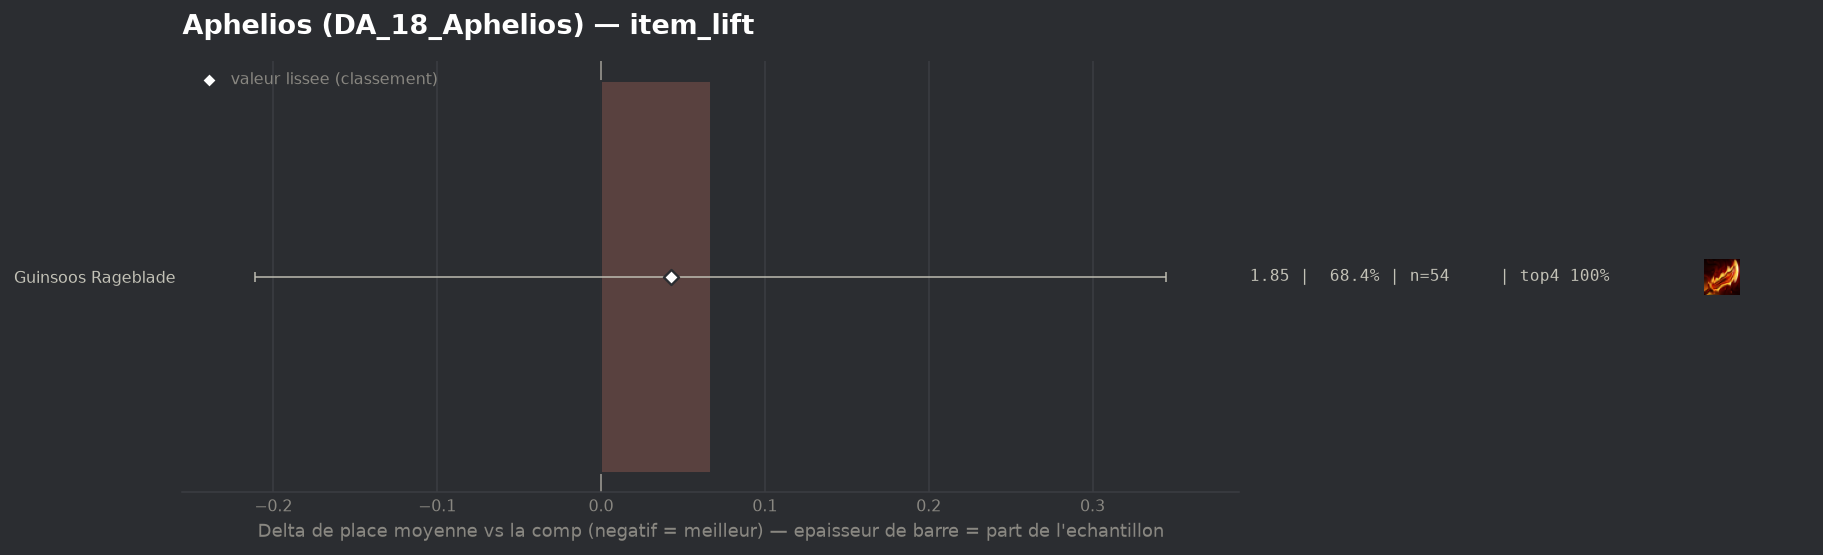 Aphelios (DA_18_Aphelios) — item_lift
valeur lissee (classement)
Guinsoos Rageblade
1.85 | 68.4% | n=54 | top4 100%
−0.2 −0.1 0.0 0.1 0.2 0.3
Delta de place moyenne vs la comp (negatif = meilleur) — epaisseur de barre = part de l'echantillon